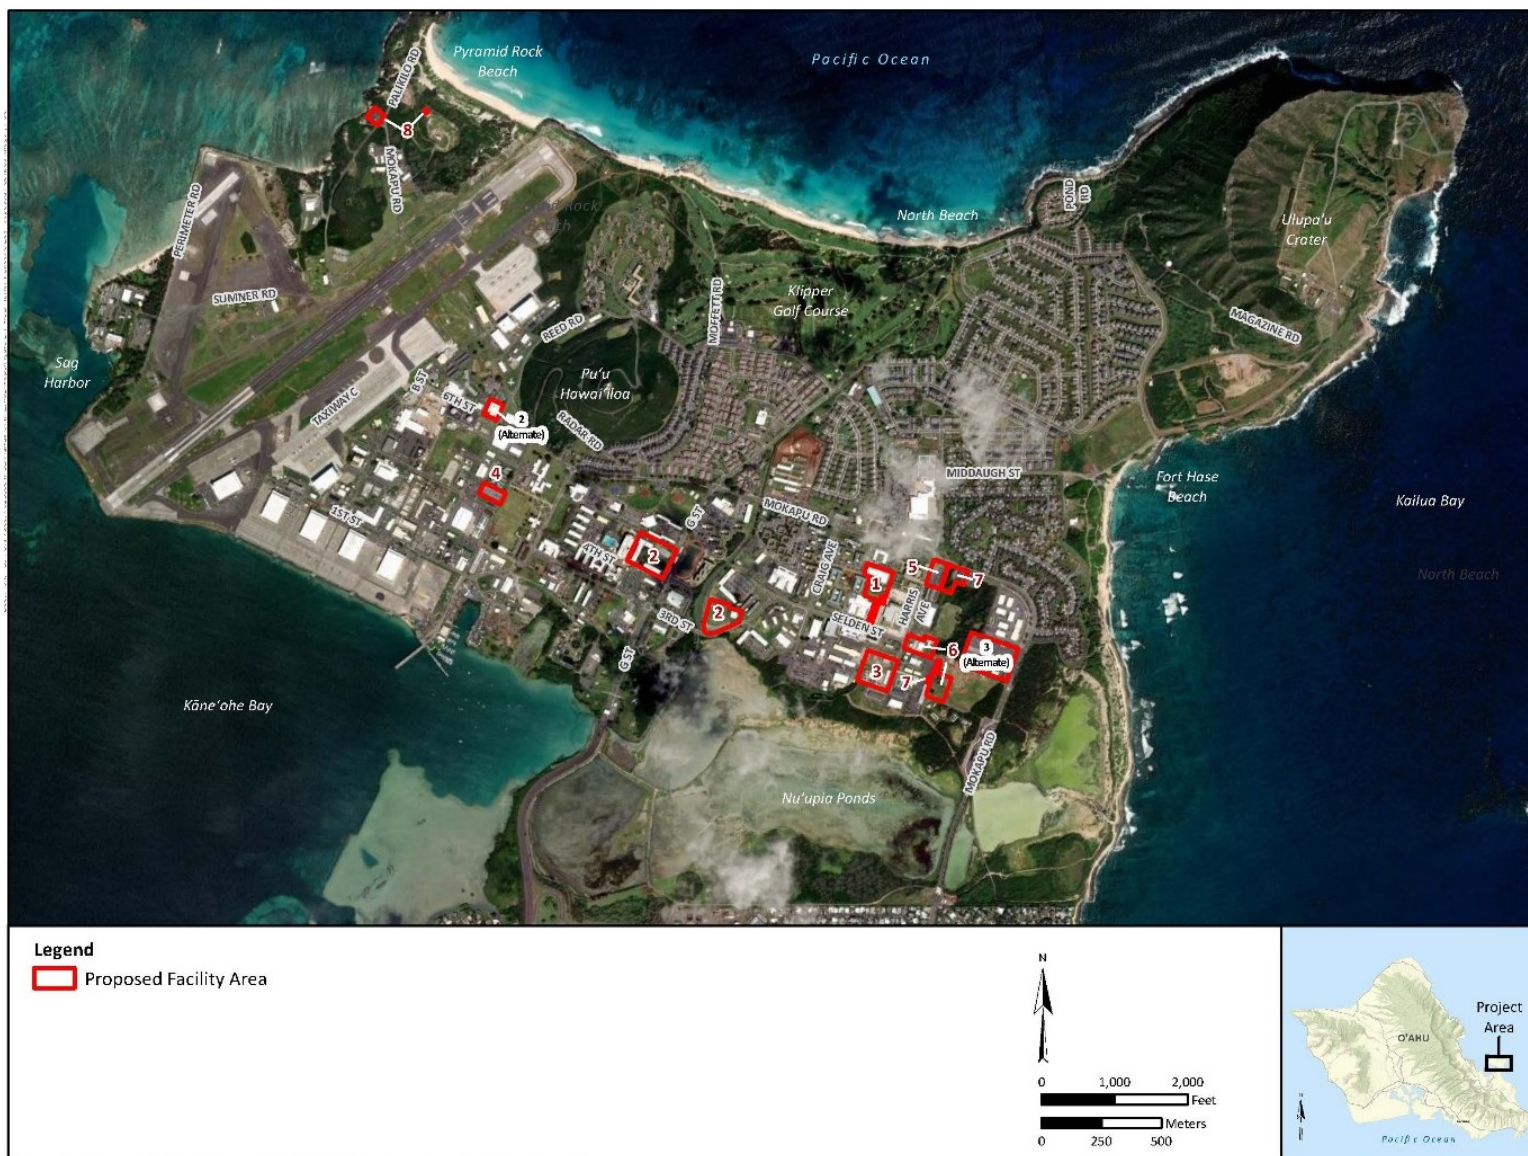 Pyramid Rock
Beach
Pacific Ocean
PALIKILO RD
8
MOKAPU RD
PERIMETER RD
SUMNER RD
North Beach
POND
RD
Ulupa'u
Crater
Klipper
Golf Course
MOFFETT RD
REED RD
MAGAZINE RD
Sag
Harbor
Pu'u
Hawai'iloa
TAXIWAY C
B ST
6TH ST
2
(Alternate)
RADAR RD
4
MIDDAUGH ST
Fort Hase
Beach
Kailua Bay
1ST ST
G ST
MOKAPU RD
4TH ST
2
CRAIG AVE
1
5
7
HARRIS
AVE
North Beach
3RD ST
2
SELDEN ST
6
3
(Alternate)
3
7
G ST
Kāne'ohe Bay
MOKAPU RD
Nu'upia Ponds
Legend
Proposed Facility Area
N
0 1,000 2,000
Feet
Meters
0 250 500
Project
Area
O'AHU
Pacific Ocean